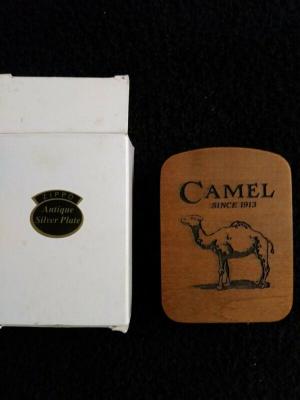 ZIPPO
Antique
Silver Plate
CAMEL
SINCE 1913